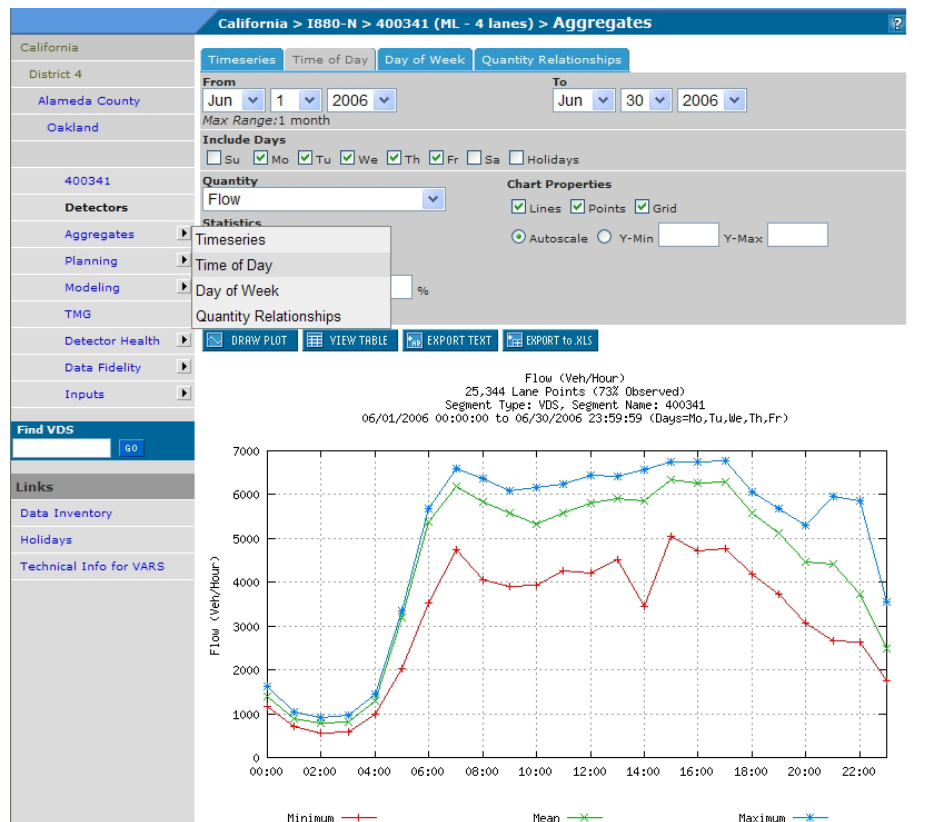 California > I880-N > 400341 (ML - 4 lanes) > Aggregates
?
California
District 4
Alameda County
Oakland
400341
Detectors
Aggregates
Planning
Modeling
TMG
Detector Health
Data Fidelity
Inputs
Find VDS
GO
Links
Data Inventory
Holidays
Technical Info for VARS
Timeseries Time of Day Day of Week Quantity Relationships
From To
Jun 1 2006 Jun 30 2006
Max Range:1 month
Include Days
Su Mo Tu We Th Fr Sa Holidays
Quantity Chart Properties
Flow
Lines Points Grid
Statistics
Autoscale Y-Min Y-Max
Timeseries
Time of Day
Day of Week
Quantity Relationships
%
DRAW PLOT VIEW TABLE EXPORT TEXT EXPORT to .XLS
Flow (Veh/Hour)
25,344 Lane Points (73% Observed)
Segment Type: VDS, Segment Name: 400341
06/01/2006 00:00:00 to 06/30/2006 23:59:59 (Days=Mo,Tu,We,Th,Fr)
Flow (Veh/Hour)
7000
6000
5000
4000
3000
2000
1000
0
00:00 02:00 04:00 06:00 08:00 10:00 12:00 14:00 16:00 18:00 20:00 22:00
Minimum Mean Maximum